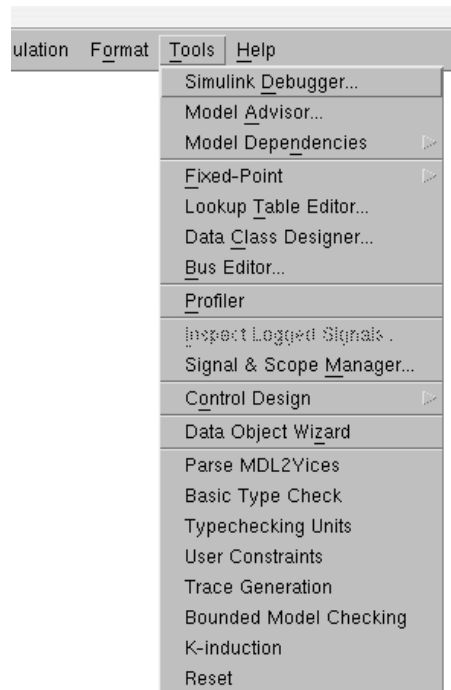 ulation Format Tools Help
Simulink Debugger...
Model Advisor...
Model Dependencies
Fixed-Point
Lookup Table Editor...
Data Class Designer...
Bus Editor...
Profiler
Inspect Logged Signals .
Signal & Scope Manager...
Control Design
Data Object Wizard
Parse MDL2Yices
Basic Type Check
Typechecking Units
User Constraints
Trace Generation
Bounded Model Checking
K-induction
Reset